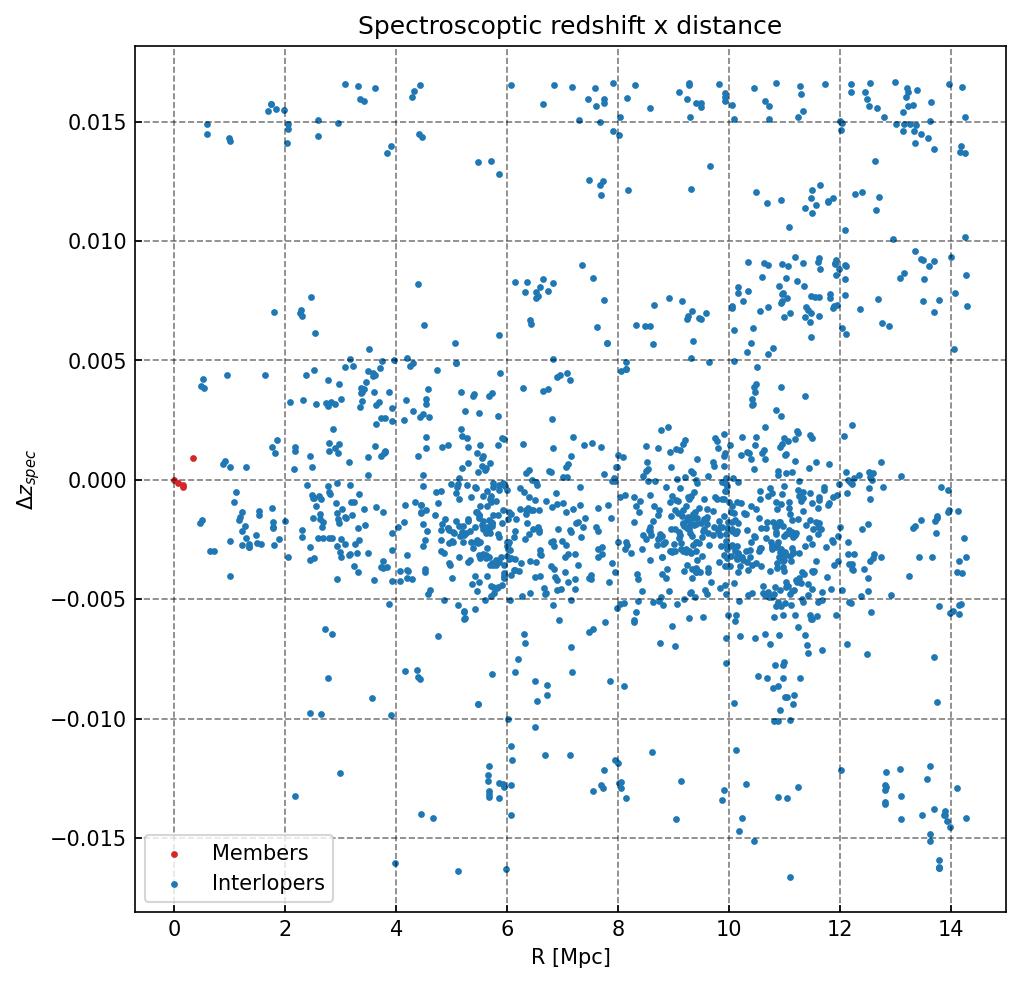 Spectroscoptic redshift x distance
0.015
0.010
0.005
0.000
−0.005
−0.010
−0.015
Δz_spec
Members
Interlopers
0 2 4 6 8 10 12 14
R [Mpc]